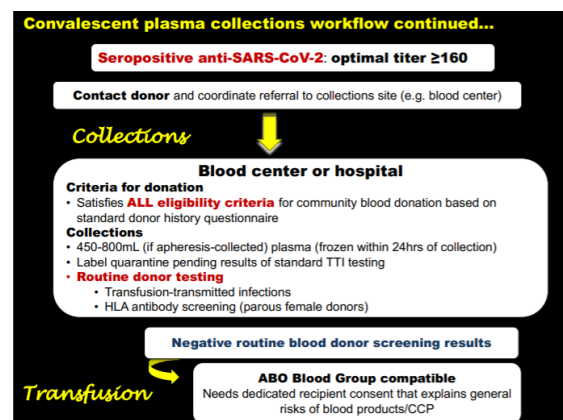 Convalescent plasma collections workflow continued...
Seropositive anti-SARS-CoV-2: optimal titer ≥160
Contact donor and coordinate referral to collections site (e.g. blood center)
Collections
Blood center or hospital
Criteria for donation
• Satisfies ALL eligibility criteria for community blood donation based on
standard donor history questionnaire
Collections
• 450-800mL (if apheresis-collected) plasma (frozen within 24hrs of collection)
• Label quarantine pending results of standard TTI testing
• Routine donor testing
• Transfusion-transmitted infections
• HLA antibody screening (parous female donors)
Negative routine blood donor screening results
Transfusion
ABO Blood Group compatible
Needs dedicated recipient consent that explains general
risks of blood products/CCP